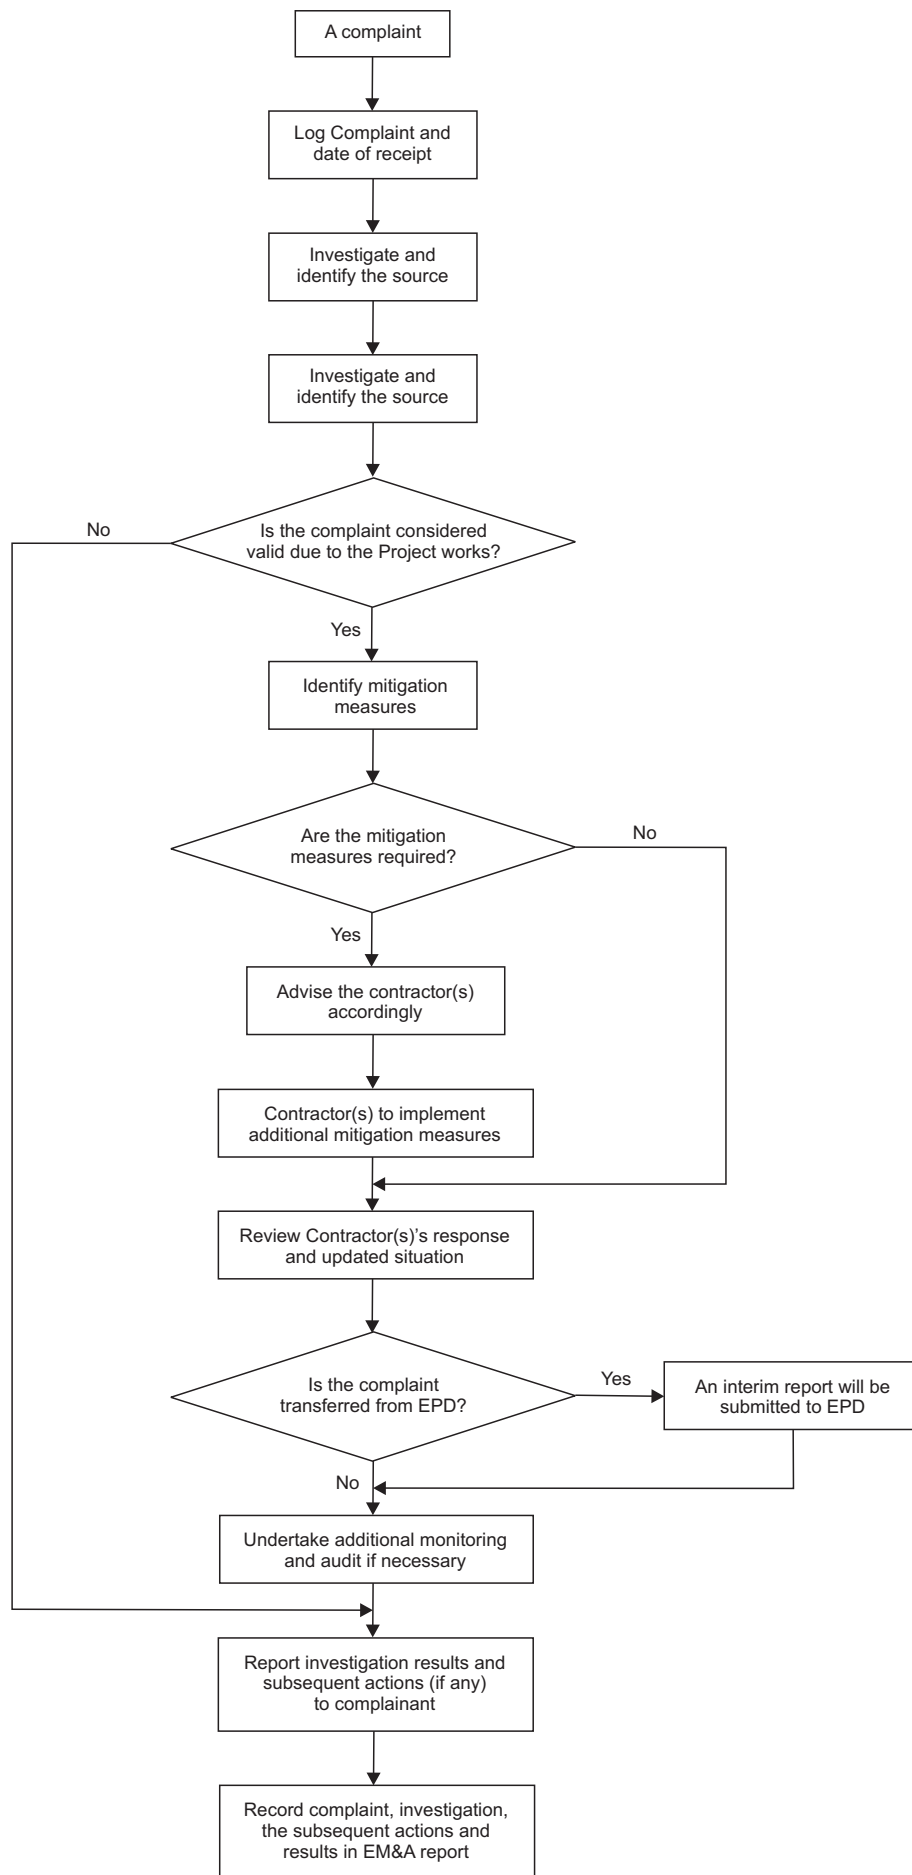 A complaint
Log Complaint and
date of receipt
Investigate and
identify the source
Investigate and
identify the source
Is the complaint considered
valid due to the Project works?
No
Yes
Identify mitigation
measures
Are the mitigation
measures required?
No
Yes
Advise the contractor(s)
accordingly
Contractor(s) to implement
additional mitigation measures
Review Contractor(s)’s response
and updated situation
Is the complaint
transferred from EPD?
Yes
An interim report will be
submitted to EPD
No
Undertake additional monitoring
and audit if necessary
Report investigation results and
subsequent actions (if any)
to complainant
Record complaint, investigation,
the subsequent actions and
results in EM&A report